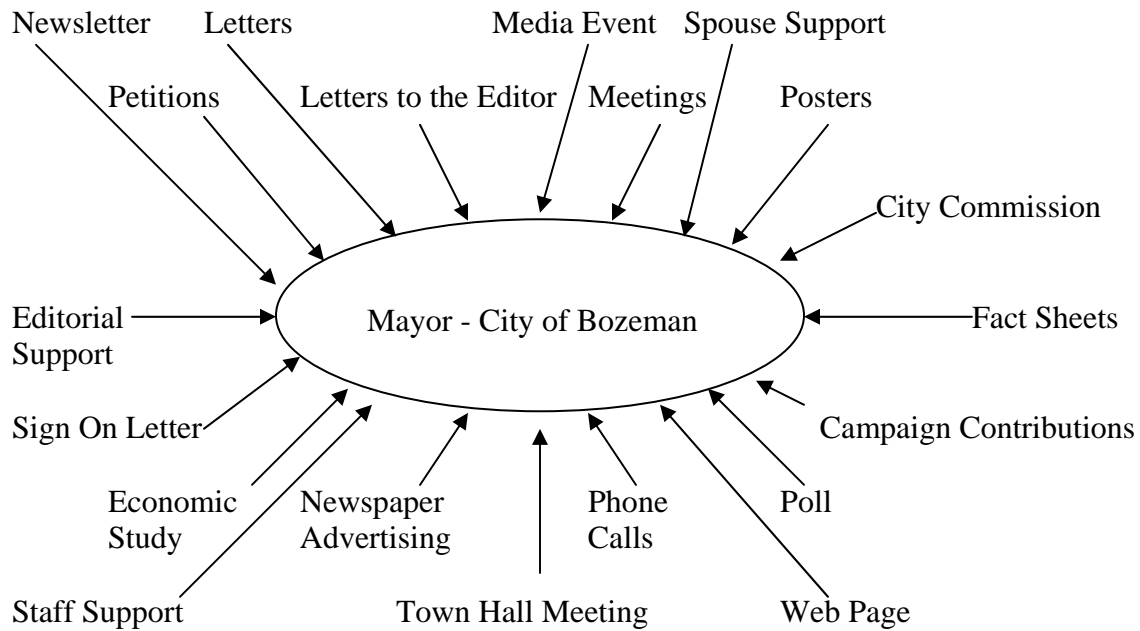 Newsletter
Letters
Media Event
Spouse Support
Petitions
Letters to the Editor
Meetings
Posters
City Commission
Editorial
Support
Mayor - City of Bozeman
Fact Sheets
Sign On Letter
Campaign Contributions
Economic
Study
Newspaper
Advertising
Phone
Calls
Poll
Staff Support
Town Hall Meeting
Web Page